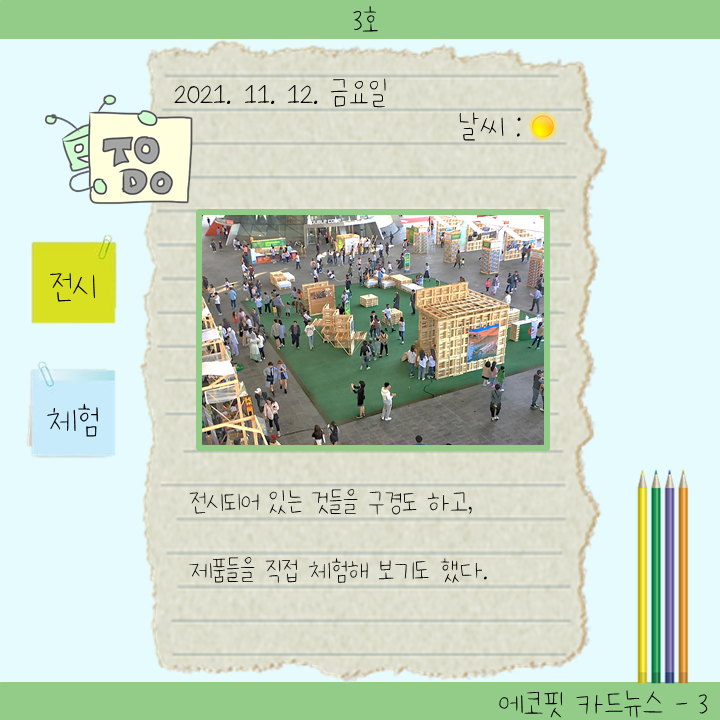 3호
2021. 11. 12. 금요일
날씨 :
TO
DO
전시
체험
전시되어 있는 것들을 구경도 하고,
제품들을 직접 체험해 보기도 했다.
에코핏 카드뉴스 - 3